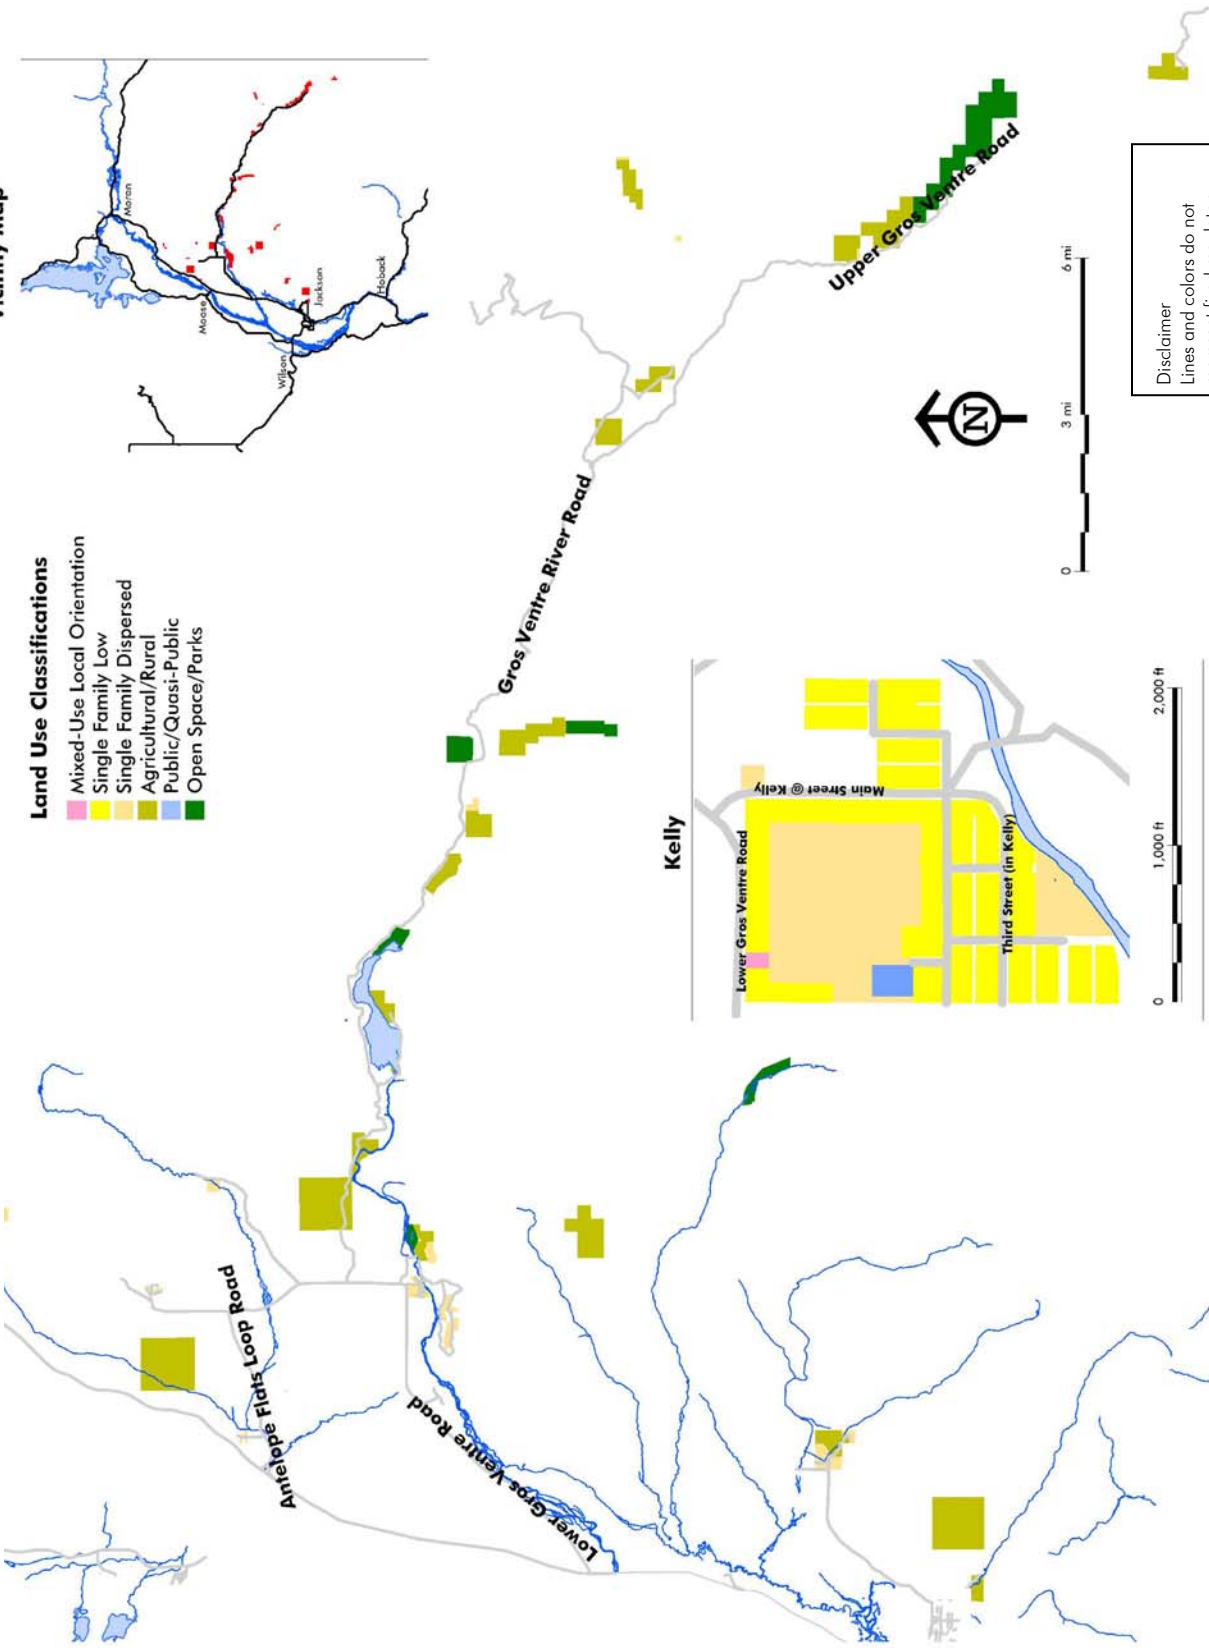 Map
Moran
Moose
Wilson
Jackson
Hoback
Land Use Classifications
Mixed-Use Local Orientation
Single Family Low
Single Family Dispersed
Agricultural/Rural
Public/Quasi-Public
Open Space/Parks
Antelope Flats Loop Road
Lower Gros Ventre Road
Gros Ventre River Road
Upper Gros Ventre Road
N
0
3 mi
6 mi
Kelly
Lower Gros Ventre Road
Main Street @ Kelly
Third Street (in Kelly)
0
1,000 ft
2,000 ft
Disclaimer
Lines and colors do not